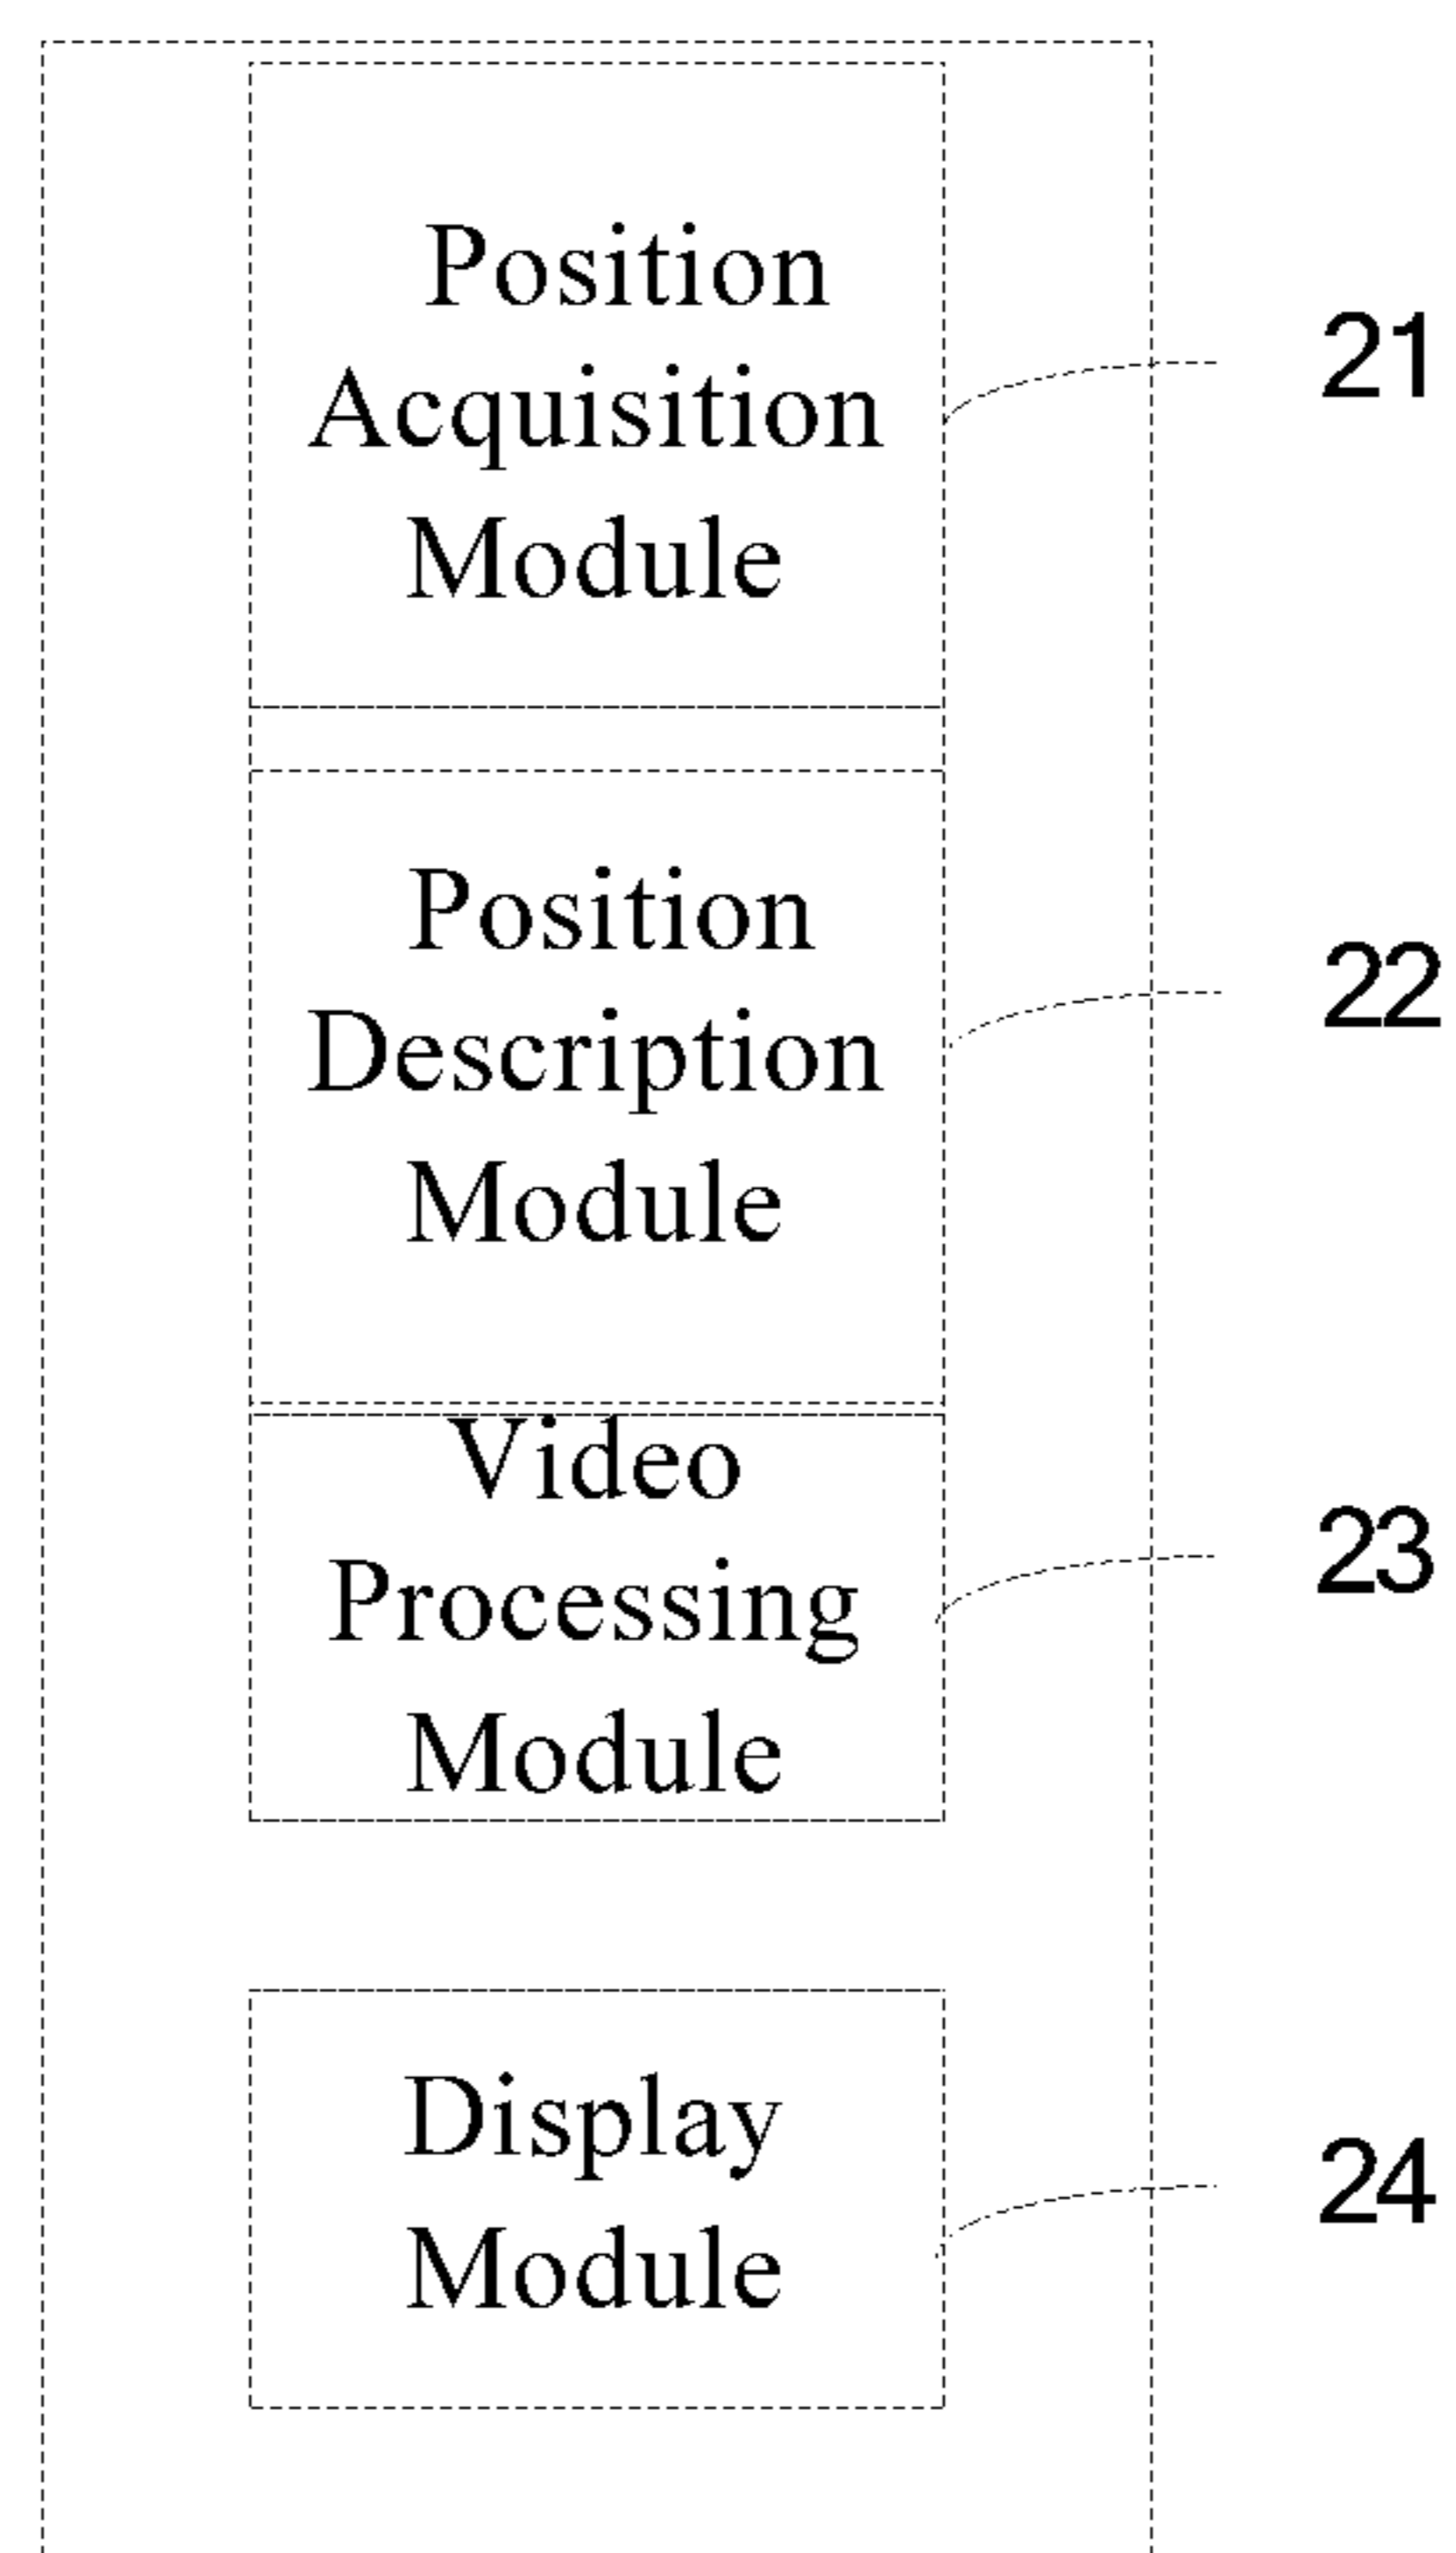 Position
Acquisition
Module
21
Position
Description
Module
22
Video
Processing
Module
23
Display
Module
24